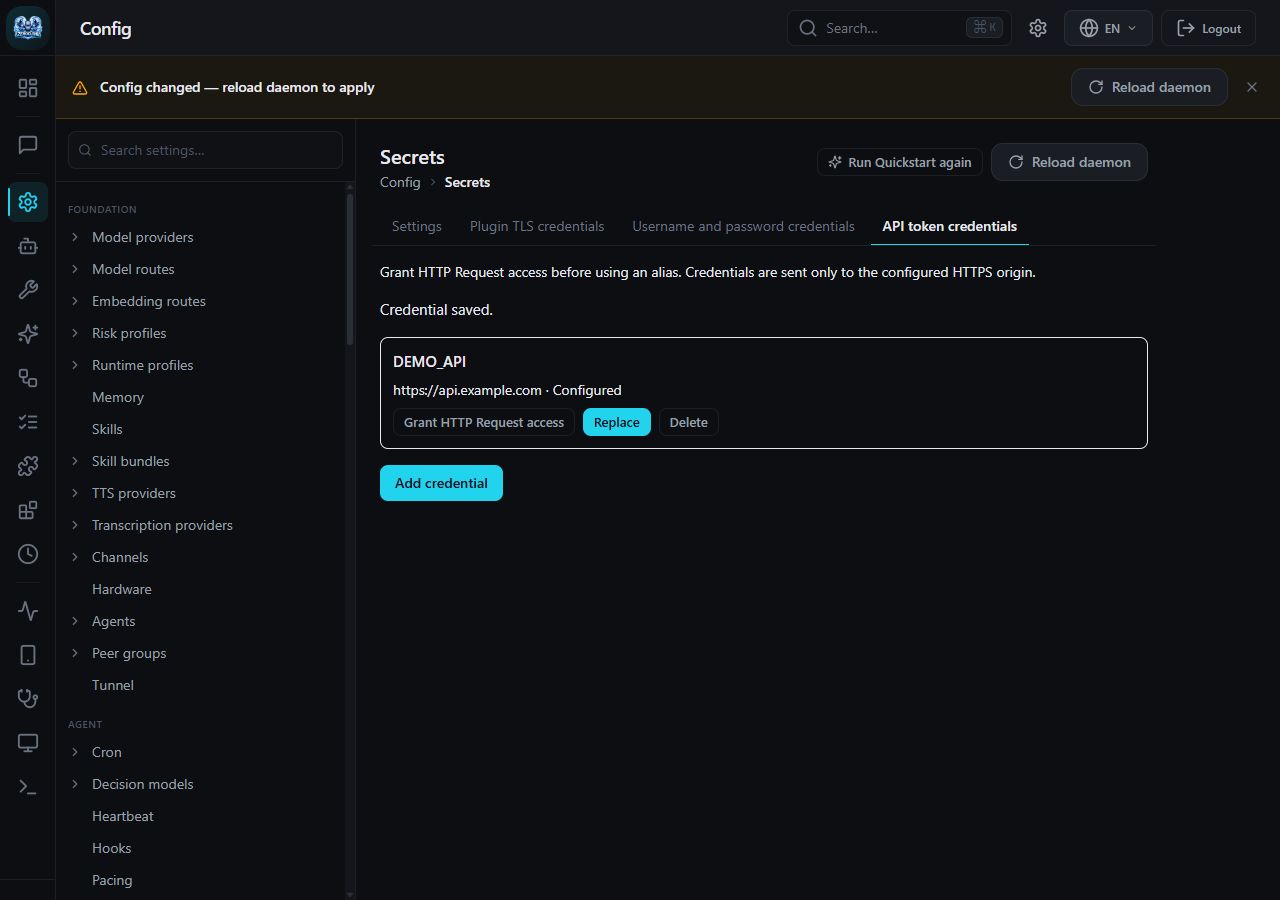 Config
Search...
⌘K
EN
Logout
Config changed — reload daemon to apply
Reload daemon
Search settings...
FOUNDATION
Model providers
Model routes
Embedding routes
Risk profiles
Runtime profiles
Memory
Skills
Skill bundles
TTS providers
Transcription providers
Channels
Hardware
Agents
Peer groups
Tunnel
AGENT
Cron
Decision models
Heartbeat
Hooks
Pacing
Secrets
Config > Secrets
Run Quickstart again
Reload daemon
Settings
Plugin TLS credentials
Username and password credentials
API token credentials
Grant HTTP Request access before using an alias. Credentials are sent only to the configured HTTPS origin.
Credential saved.
DEMO_API
https://api.example.com · Configured
Grant HTTP Request access
Replace
Delete
Add credential